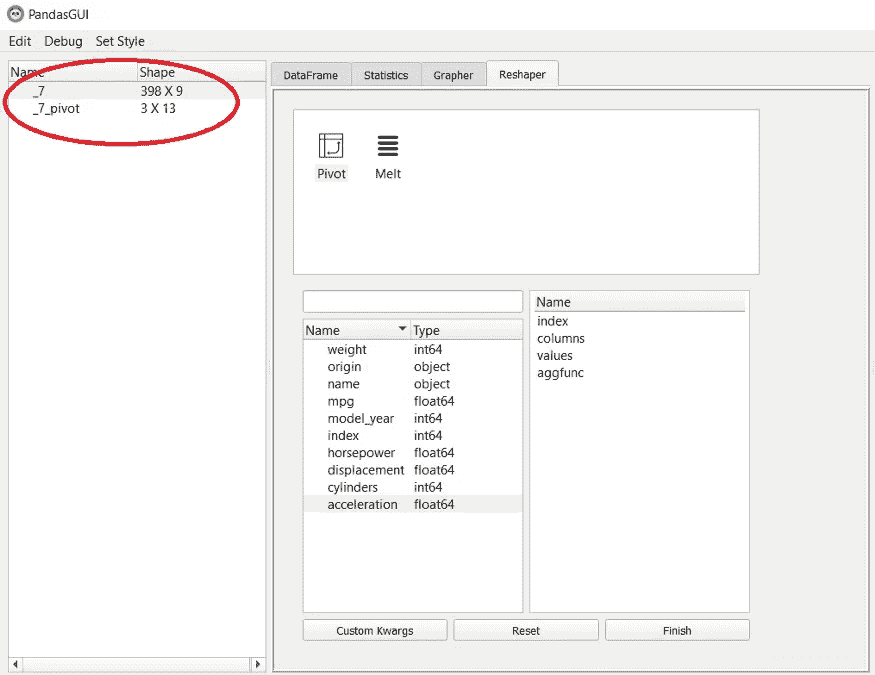 PandasGUI
Edit Debug Set Style
Name Shape
_7 398 X 9
_7_pivot 3 X 13
DataFrame Statistics Grapher Reshaper
Pivot Melt
Name Type
weight int64
origin object
name object
mpg float64
model_year int64
index int64
horsepower float64
displacement float64
cylinders int64
acceleration float64
Name
index
columns
values
aggfunc
Custom Kwargs Reset Finish